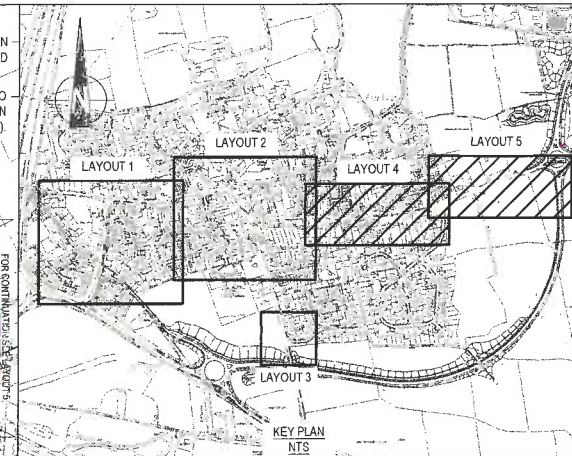 N
D
O
N
).
LAYOUT 1
LAYOUT 2
LAYOUT 4
LAYOUT 5
LAYOUT 3
FOR CONTINUATION SEE LAYOUT 5
KEY PLAN
NTS